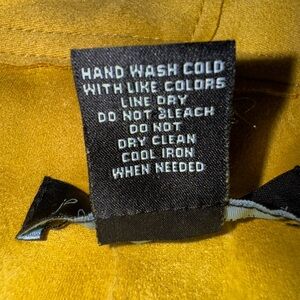 HAND WASH COLD
WITH LIKE COLORS
LINE DRY
DO NOT BLEACH
DO NOT
DRY CLEAN
COOL IRON
WHEN NEEDED